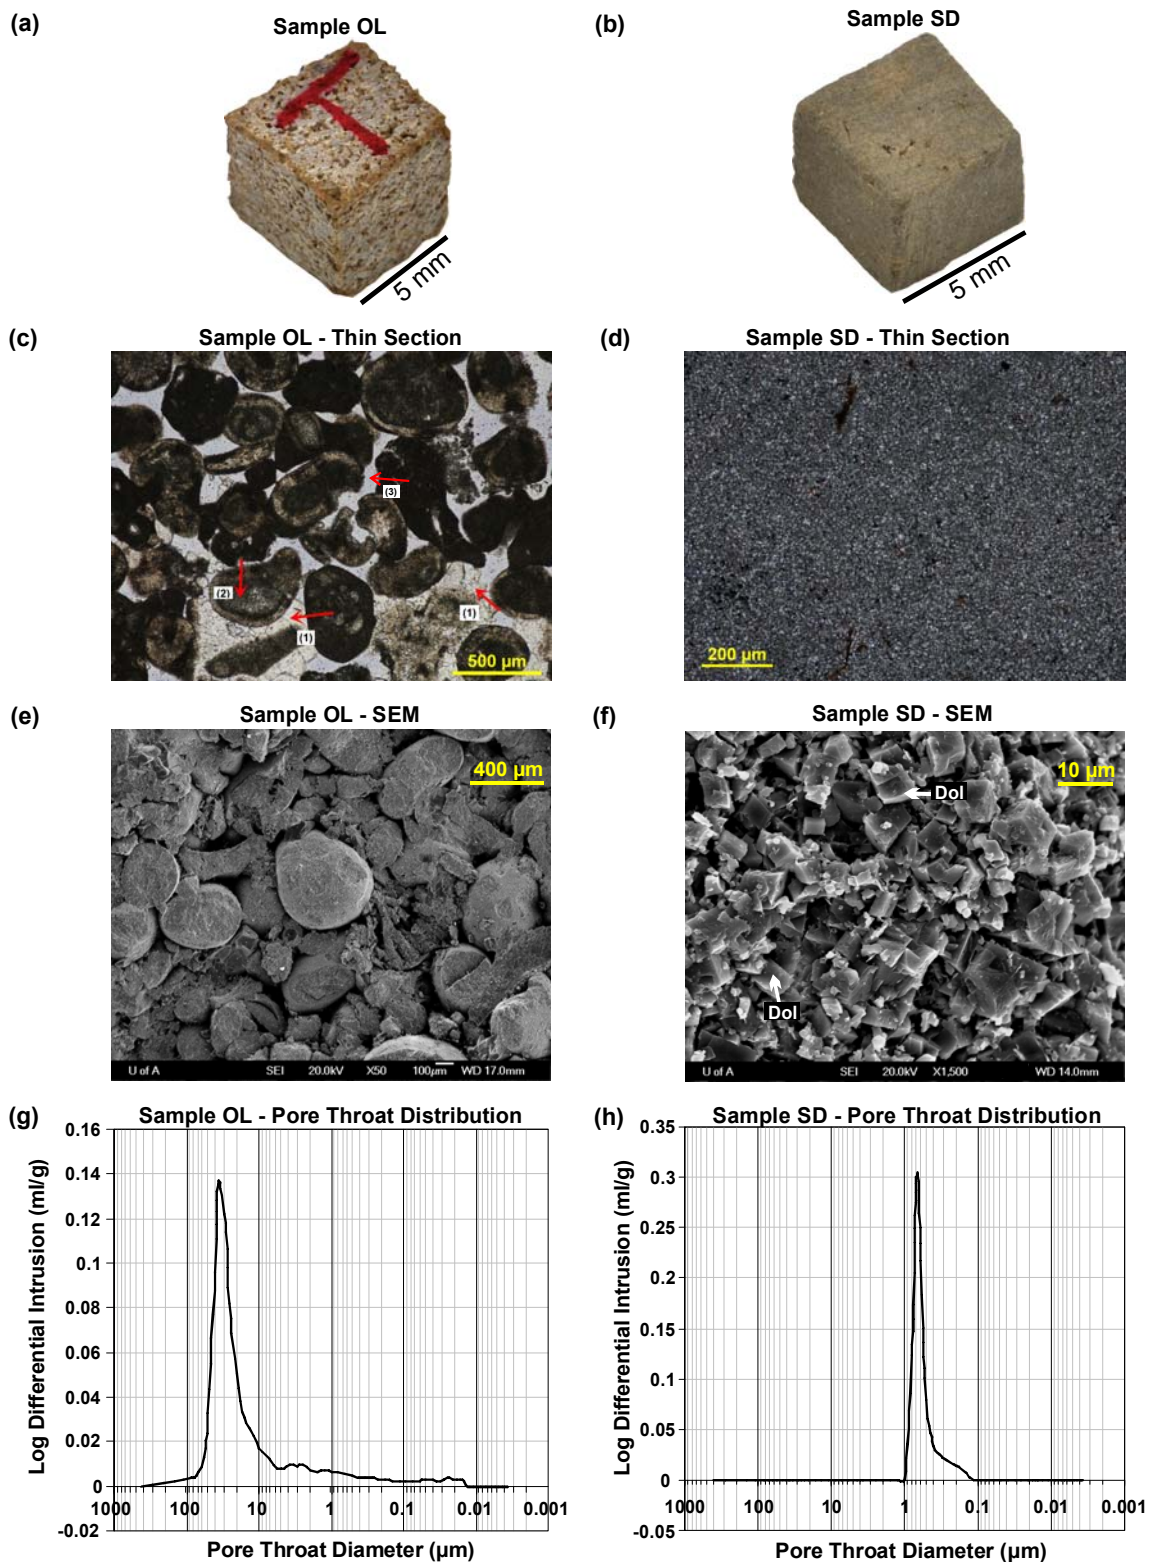 (a)
Sample OL
5 mm
(b)
Sample SD
5 mm
(c)
Sample OL - Thin Section
(3)
(2)
(1)
(1)
500 µm
(d)
Sample SD - Thin Section
200 µm
(e)
Sample OL - SEM
400 µm
U of A SEI 20.0kV X50 100µm WD 17.0mm
(f)
Sample SD - SEM
10 µm
Dol
Dol
U of A SEI 20.0kV X1,500 WD 14.0mm
(g)
Sample OL - Pore Throat Distribution
Log Differential Intrusion (ml/g)
0.16
0.14
0.12
0.1
0.08
0.06
0.04
0.02
0
-0.02
1000 100 10 1 0.1 0.01 0.001
Pore Throat Diameter (µm)
(h)
Sample SD - Pore Throat Distribution
Log Differential Intrusion (ml/g)
0.35
0.3
0.25
0.2
0.15
0.1
0.05
0
-0.05
1000 100 10 1 0.1 0.01 0.001
Pore Throat Diameter (µm)